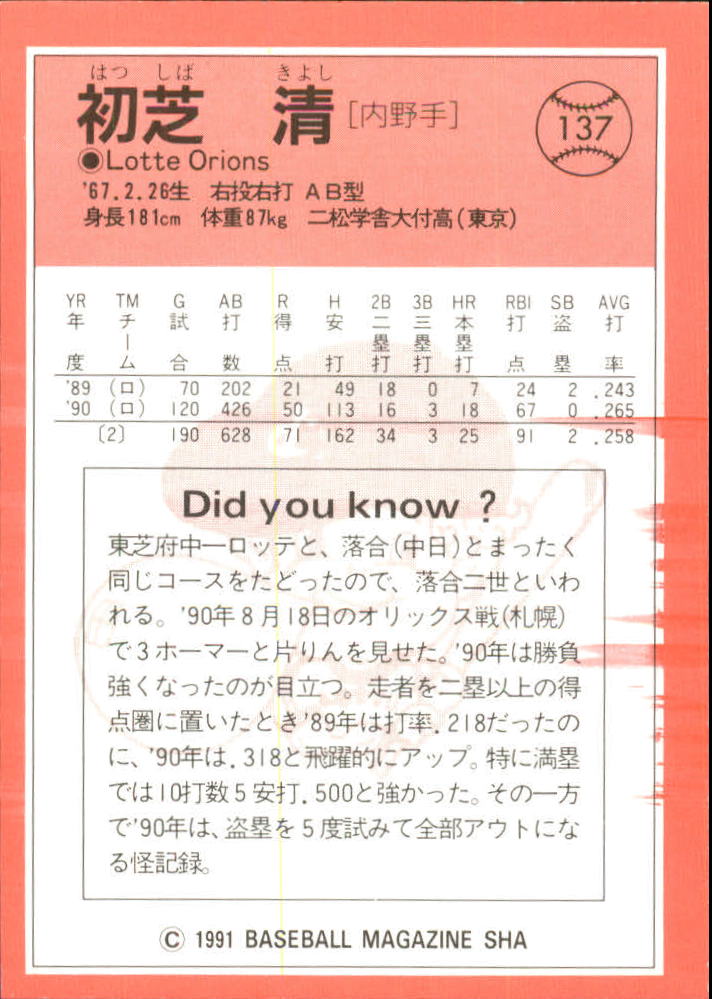 はつ しば きよし
初芝 清 [内野手] 137
●Lotte Orions
'67.2.26生 右投右打 AB型
身長181cm 体重87kg 二松学舎大付高(東京)
YR TM G AB R H 2B 3B HR RBI SB AVG
年度 チーム 試合 打数 得点 安打 二塁打 三塁打 本塁打 打点 盗塁 打率
'89 (ロ) 70 202 21 49 18 0 7 24 2 .243
'90 (ロ) 120 426 50 113 16 3 18 67 0 .265
〔2〕 190 628 71 162 34 3 25 91 2 .258
Did you know ?
東芝府中―ロッテと、落合(中日)とまったく
同じコースをたどったので、落合二世といわ
れる。'90年8月18日のオリックス戦(札幌)
で3ホーマーと片りんを見せた。'90年は勝負
強くなったのが目立つ。走者を二塁以上の得
点圏に置いたとき'89年は打率.218だったの
に、'90年は.318と飛躍的にアップ。特に満塁
では10打数5安打.500と強かった。その一方
で'90年は、盗塁を5度試みて全部アウトにな
る怪記録。
© 1991 BASEBALL MAGAZINE SHA